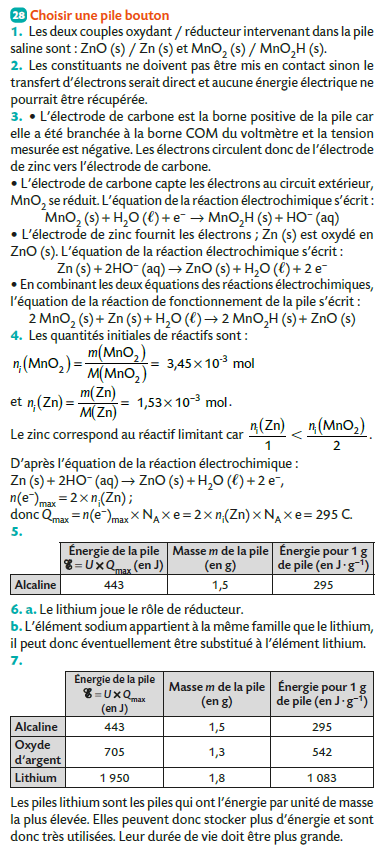 28 Choisir une pile bouton
1. Les deux couples oxydant / réducteur intervenant dans la pile
saline sont : ZnO (s) / Zn (s) et MnO₂ (s) / MnO₂H (s).
2. Les constituants ne doivent pas être mis en contact sinon le
transfert d'électrons serait direct et aucune énergie électrique ne
pourrait être récupérée.
3. • L'électrode de carbone est la borne positive de la pile car
elle a été branchée à la borne COM du voltmètre et la tension
mesurée est négative. Les électrons circulent donc de l'électrode
de zinc vers l'électrode de carbone.
• L'électrode de carbone capte les électrons au circuit extérieur,
MnO₂ se réduit. L'équation de la réaction électrochimique s'écrit :
MnO₂ (s) + H₂O (ℓ) + e⁻ → MnO₂H (s) + HO⁻ (aq)
• L'électrode de zinc fournit les électrons ; Zn (s) est oxydé en
ZnO (s). L'équation de la réaction électrochimique s'écrit :
Zn (s) + 2HO⁻ (aq) → ZnO (s) + H₂O (ℓ) + 2 e⁻
• En combinant les deux équations des réactions électrochimiques,
l'équation de la réaction de fonctionnement de la pile s'écrit :
2 MnO₂ (s) + Zn (s) + H₂O (ℓ) → 2 MnO₂H (s) + ZnO (s)
4. Les quantités initiales de réactifs sont :
nᵢ(MnO₂) = m(MnO₂)/M(MnO₂) = 3,45 × 10⁻³ mol
et nᵢ(Zn) = m(Zn)/M(Zn) = 1,53 × 10⁻³ mol.
Le zinc correspond au réactif limitant car nᵢ(Zn)/1 < nᵢ(MnO₂)/2.
D'après l'équation de la réaction électrochimique :
Zn (s) + 2HO⁻ (aq) → ZnO (s) + H₂O (ℓ) + 2 e⁻,
n(e⁻)max = 2 × nᵢ(Zn) ;
donc Qmax = n(e⁻)max × N_A × e = 2 × nᵢ(Zn) × N_A × e = 295 C.
5.
Énergie de la pile ℰ = U × Qmax (en J) Masse m de la pile (en g) Énergie pour 1 g de pile (en J · g⁻¹)
Alcaline 443 1,5 295
6. a. Le lithium joue le rôle de réducteur.
b. L'élément sodium appartient à la même famille que le lithium,
il peut donc éventuellement être substitué à l'élément lithium.
7.
Énergie de la pile ℰ = U × Qmax (en J) Masse m de la pile (en g) Énergie pour 1 g de pile (en J · g⁻¹)
Alcaline 443 1,5 295
Oxyde d'argent 705 1,3 542
Lithium 1 950 1,8 1 083
Les piles lithium sont les piles qui ont l'énergie par unité de masse
la plus élevée. Elles peuvent donc stocker plus d'énergie et sont
donc très utilisées. Leur durée de vie doit être plus grande.